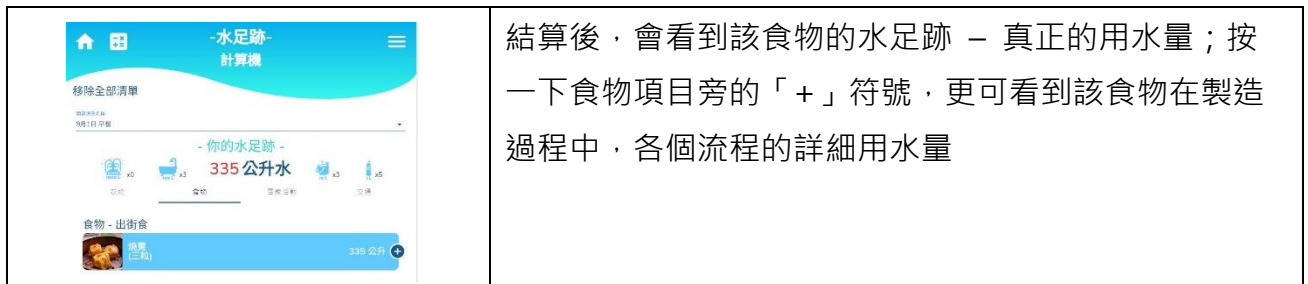 -水足跡-
計算機
移除全部清單
9月1日 早餐
- 你的水足跡 -
335 公升水
x0
x3
x3
x5
衣物
食物
交通
食物 - 出街食
燒賣
(三粒)
335 公升
結算後，會看到該食物的水足跡 – 真正的用水量；按
一下食物項目旁的「+」符號，更可看到該食物在製造
過程中，各個流程的詳細用水量